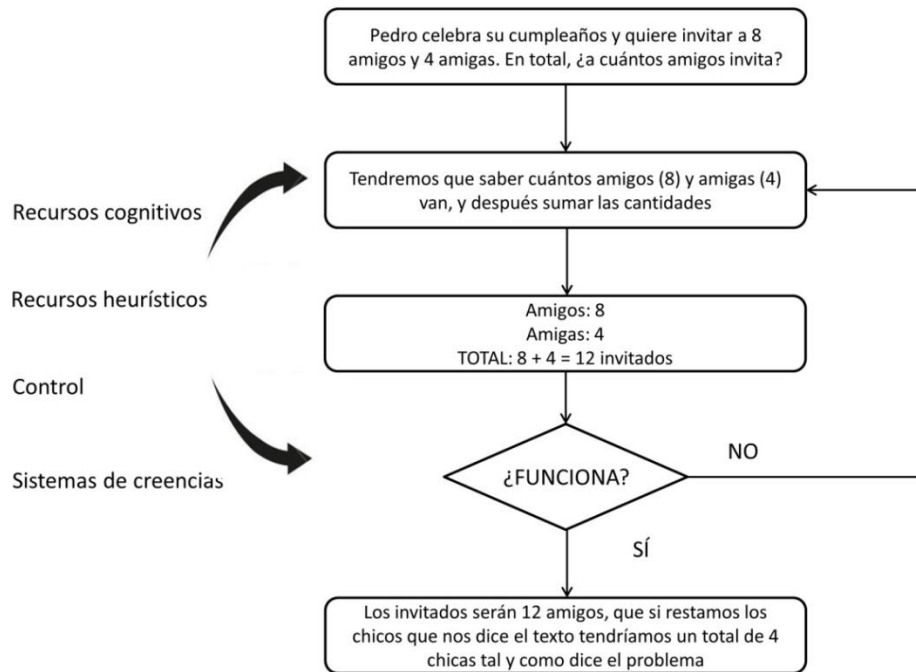 Pedro celebra su cumpleaños y quiere invitar a 8
amigos y 4 amigas. En total, ¿a cuántos amigos invita?
Tendremos que saber cuántos amigos (8) y amigas (4)
van, y después sumar las cantidades
Recursos cognitivos
Recursos heurísticos
Amigos: 8
Amigas: 4
TOTAL: 8 + 4 = 12 invitados
Control
Sistemas de creencias
¿FUNCIONA?
NO
SÍ
Los invitados serán 12 amigos, que si restamos los
chicos que nos dice el texto tendríamos un total de 4
chicas tal y como dice el problema